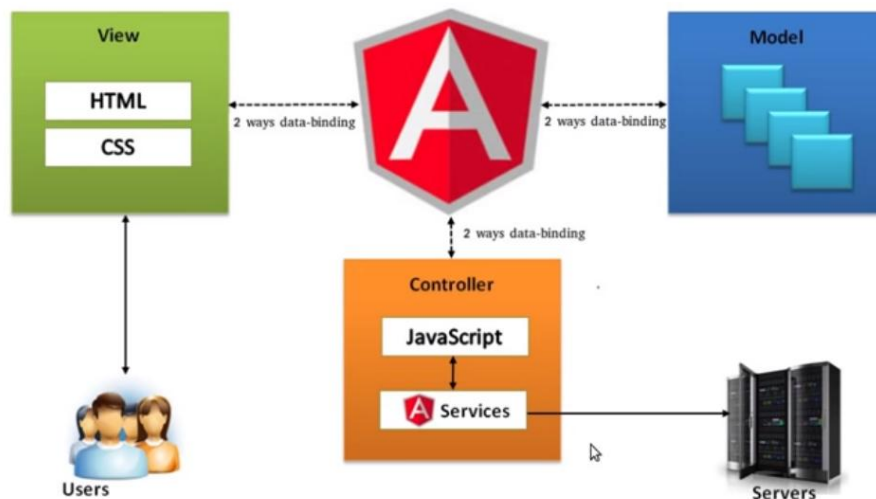 View
HTML
CSS
2 ways data-binding
A
2 ways data-binding
Model
2 ways data-binding
Controller
JavaScript
A Services
Users
Servers